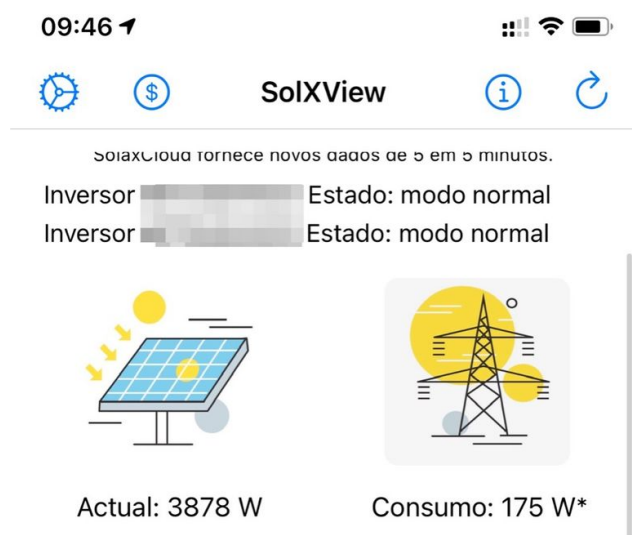 09:46
SolXView
SolaxCloud fornece novos dados de 5 em 5 minutos.
Inversor Estado: modo normal
Inversor Estado: modo normal
Actual: 3878 W
Consumo: 175 W*